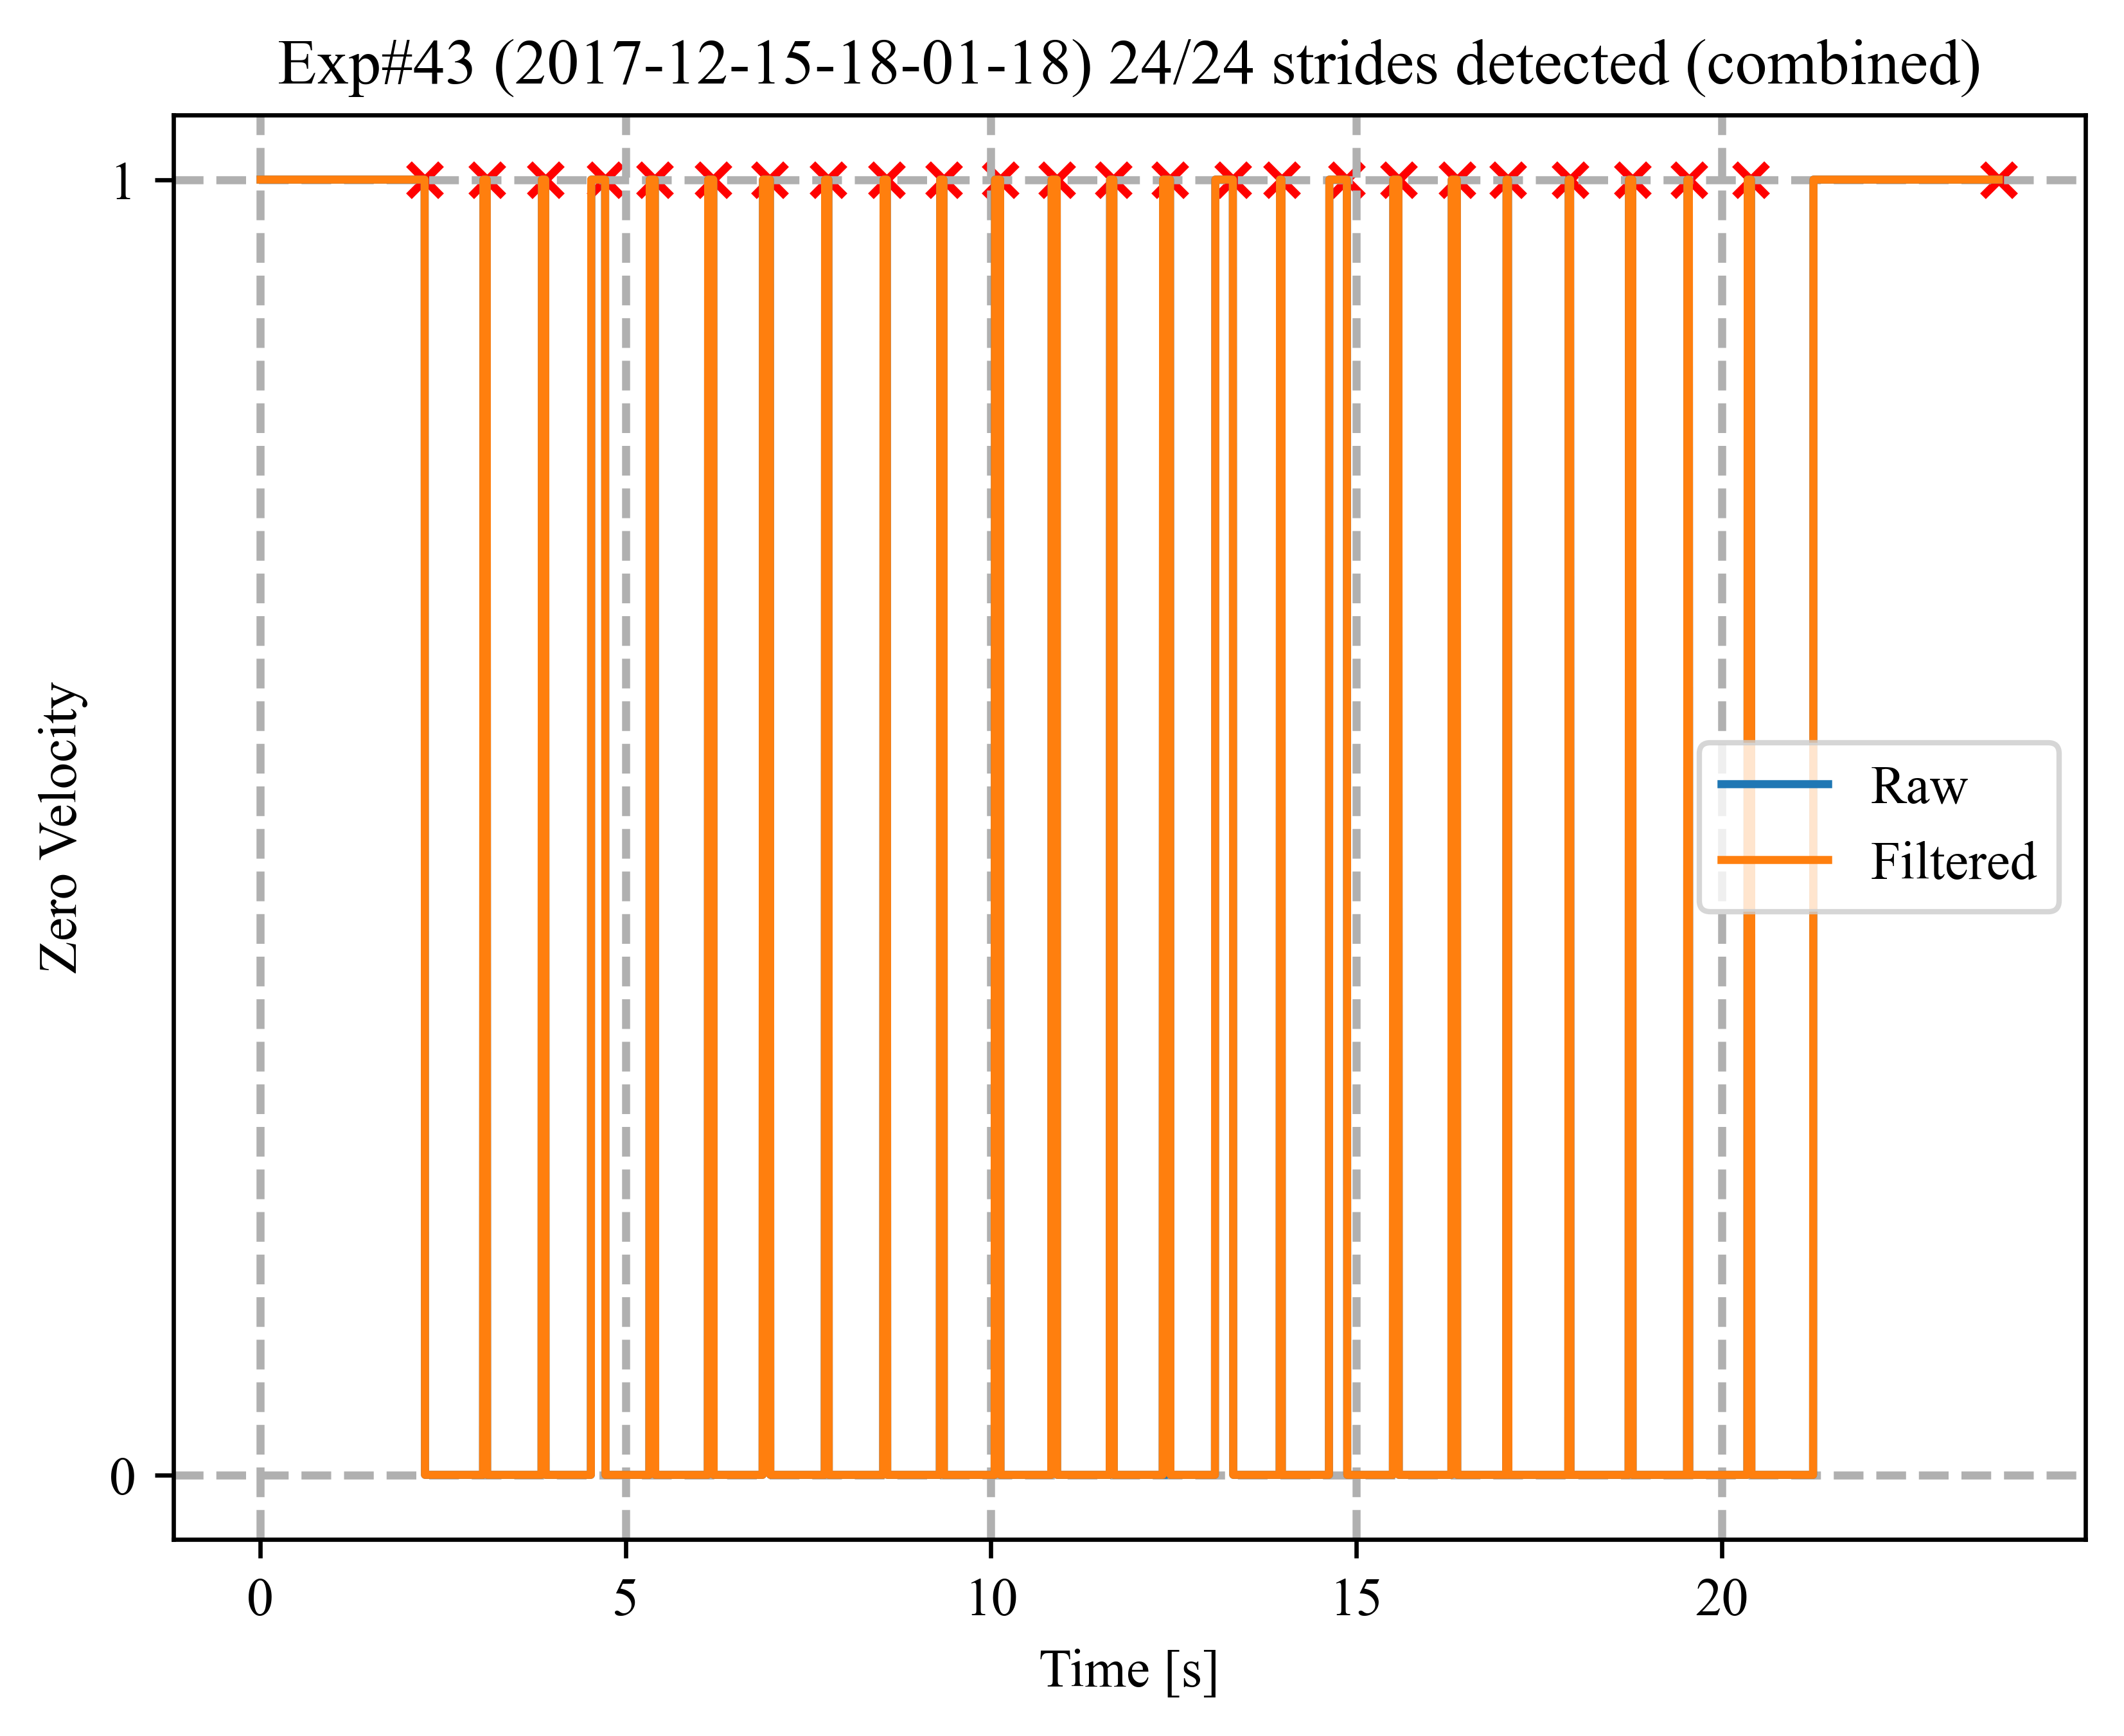 Exp#43 (2017-12-15-18-01-18) 24/24 strides detected (combined)
1
Zero Velocity
Raw
Filtered
0
0 5 10 15 20
Time [s]